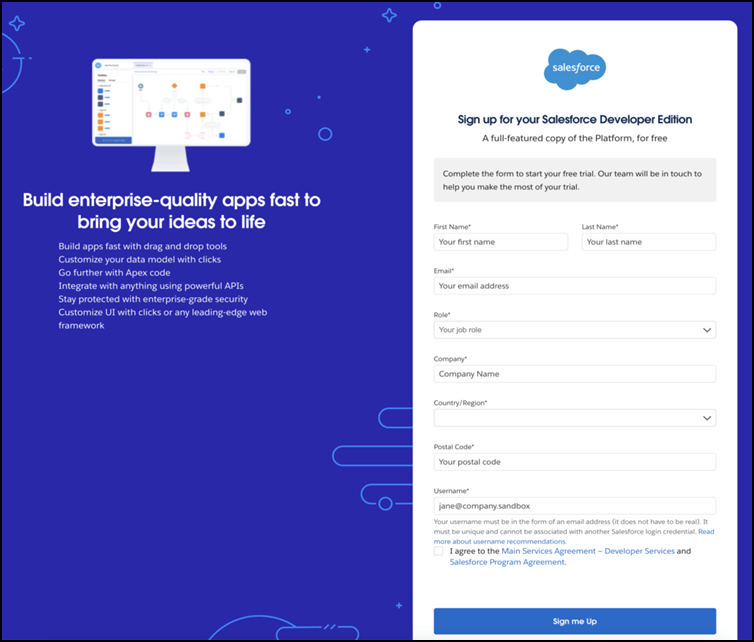 Build enterprise-quality apps fast to
bring your ideas to life
Build apps fast with drag and drop tools
Customize your data model with clicks
Go further with Apex code
Integrate with anything using powerful APIs
Stay protected with enterprise-grade security
Customize UI with clicks or any leading-edge web
framework
salesforce
Sign up for your Salesforce Developer Edition
A full-featured copy of the Platform, for free
Complete the form to start your free trial. Our team will be in touch to
help you make the most of your trial.
First Name* Last Name*
Your first name Your last name
Email*
Your email address
Role*
Your job role
Company*
Company Name
Country/Region*
Postal Code*
Your postal code
Username*
jane@company.sandbox
Your username must be in the form of an email address (it does not have to be real). It
must be unique and cannot be associated with another Salesforce login credential. Read
more about username recommendations.
I agree to the Main Services Agreement – Developer Services and
Salesforce Program Agreement.
Sign me Up